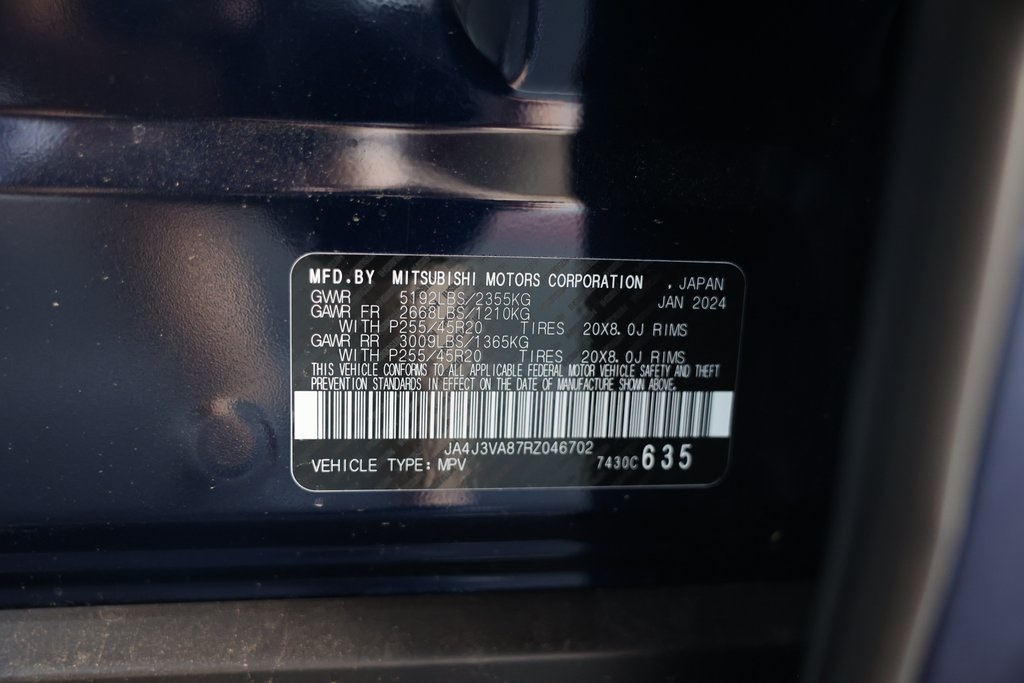 MFD.BY MITSUBISHI MOTORS CORPORATION , JAPAN
GVWR 5192LBS/2355KG JAN 2024
GAWR FR 2668LBS/1210KG
WITH P255/45R20 TIRES 20X8.0J RIMS
GAWR RR 3009LBS/1365KG
WITH P255/45R20 TIRES 20X8.0J RIMS
THIS VEHICLE CONFORMS TO ALL APPLICABLE FEDERAL MOTOR VEHICLE SAFETY AND THEFT
PREVENTION STANDARDS IN EFFECT ON THE DATE OF MANUFACTURE SHOWN ABOVE.
JA4J3VA87RZ046702
VEHICLE TYPE: MPV 7430C 635